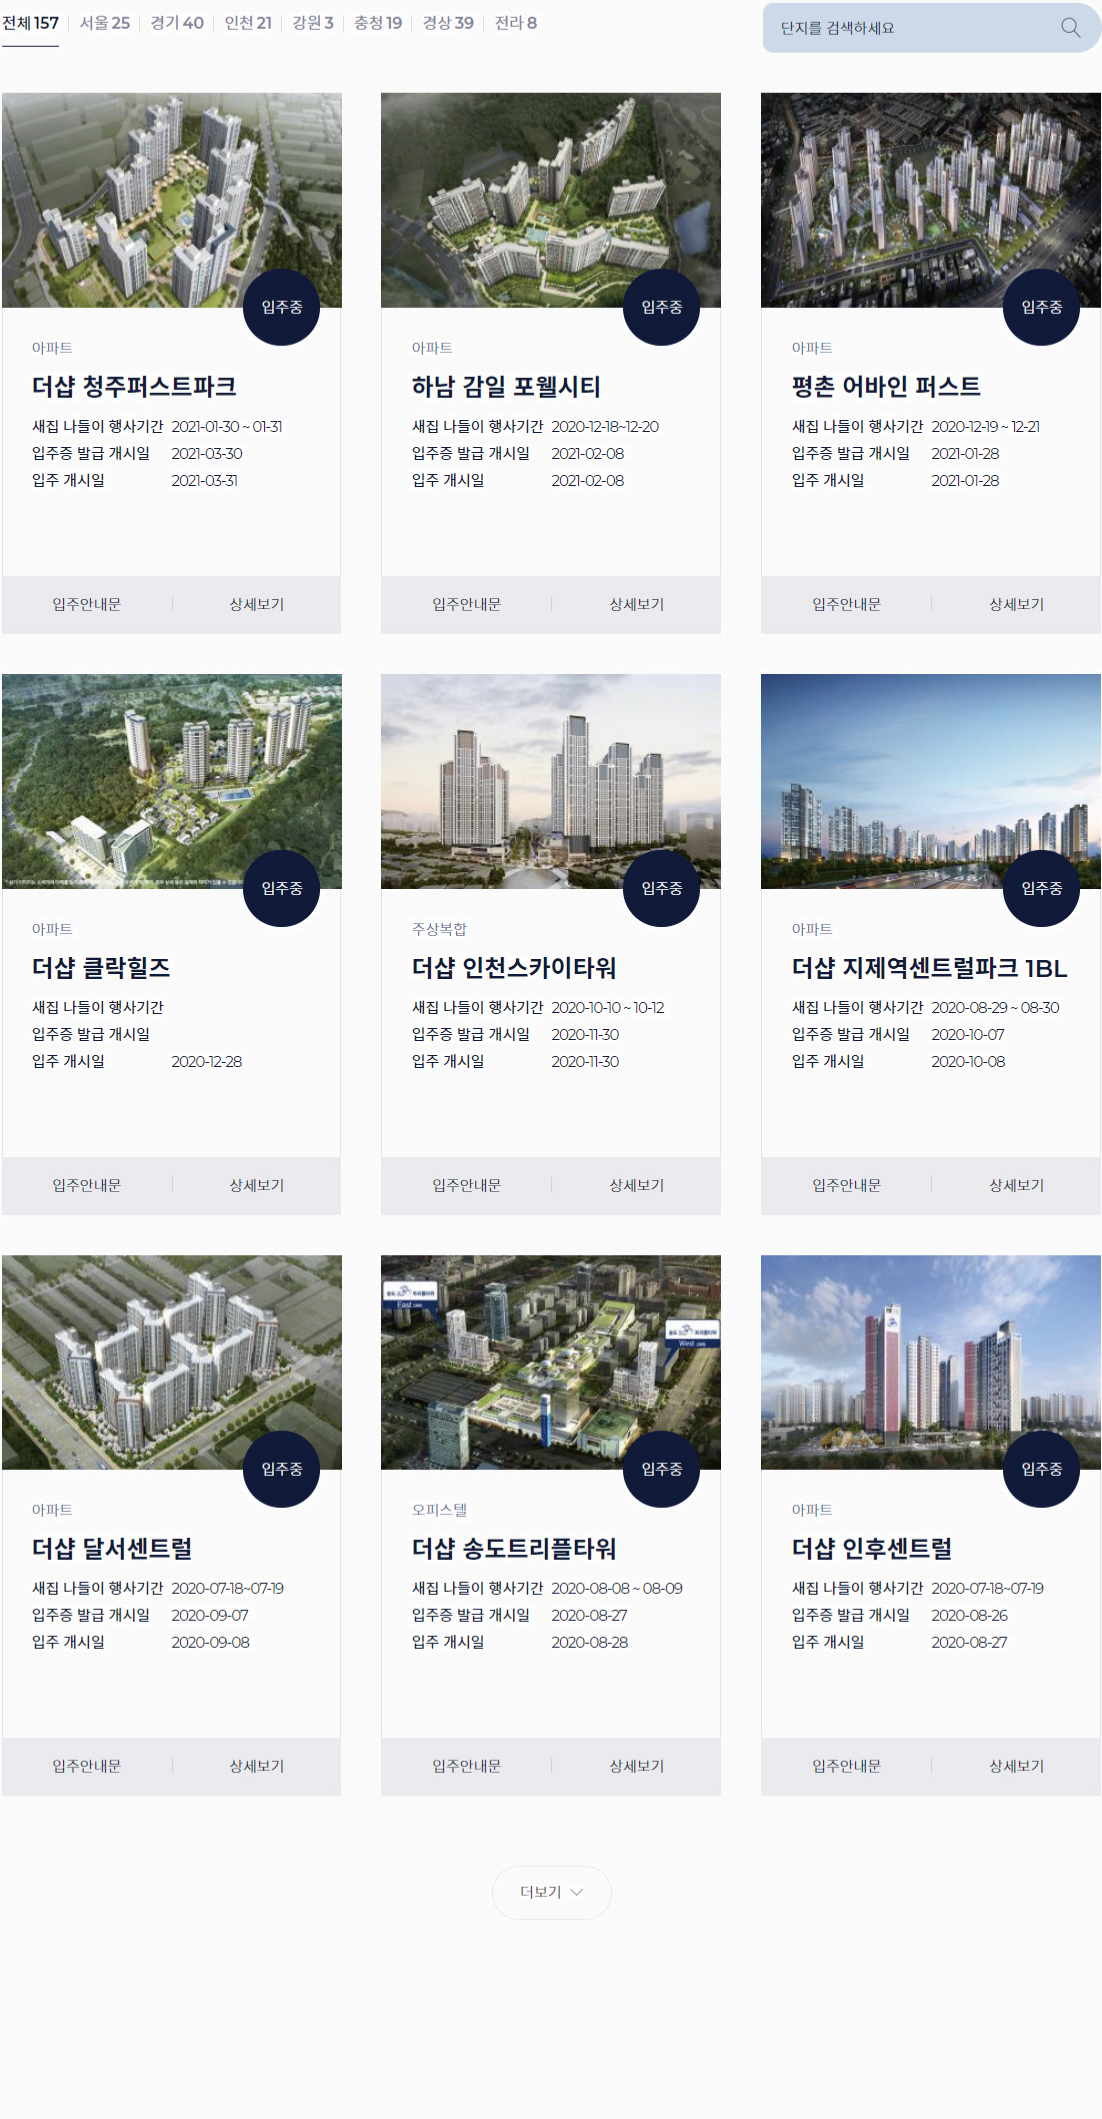 전체 157 서울 25 경기 40 인천 21 강원 3 충청 19 경상 39 전라 8
단지를 검색하세요
입주중
아파트
더샵 청주퍼스트파크
새집 나들이 행사기간 2021-01-30 ~ 01-31
입주증 발급 개시일 2021-03-30
입주 개시일 2021-03-31
입주안내문 상세보기
입주중
아파트
하남 감일 포웰시티
새집 나들이 행사기간 2020-12-18~12-20
입주증 발급 개시일 2021-02-08
입주 개시일 2021-02-08
입주안내문 상세보기
입주중
아파트
평촌 어바인 퍼스트
새집 나들이 행사기간 2020-12-19 ~ 12-21
입주증 발급 개시일 2021-01-28
입주 개시일 2021-01-28
입주안내문 상세보기
입주중
아파트
더샵 클락힐즈
새집 나들이 행사기간
입주증 발급 개시일
입주 개시일 2020-12-28
입주안내문 상세보기
입주중
주상복합
더샵 인천스카이타워
새집 나들이 행사기간 2020-10-10 ~ 10-12
입주증 발급 개시일 2020-11-30
입주 개시일 2020-11-30
입주안내문 상세보기
입주중
아파트
더샵 지제역센트럴파크 1BL
새집 나들이 행사기간 2020-08-29 ~ 08-30
입주증 발급 개시일 2020-10-07
입주 개시일 2020-10-08
입주안내문 상세보기
입주중
아파트
더샵 달서센트럴
새집 나들이 행사기간 2020-07-18~07-19
입주증 발급 개시일 2020-09-07
입주 개시일 2020-09-08
입주안내문 상세보기
East
West
입주중
오피스텔
더샵 송도트리플타워
새집 나들이 행사기간 2020-08-08 ~ 08-09
입주증 발급 개시일 2020-08-27
입주 개시일 2020-08-28
입주안내문 상세보기
입주중
아파트
더샵 인후센트럴
새집 나들이 행사기간 2020-07-18~07-19
입주증 발급 개시일 2020-08-26
입주 개시일 2020-08-27
입주안내문 상세보기
더보기